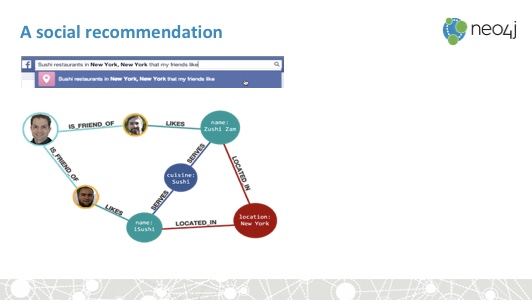 A social recommendation
neo4j
f
Sushi restaurants in New York, New York that my friends like
Sushi restaurants in New York, New York that my friends like
IS_FRIEND_OF
LIKES
name:
Zushi Zam
IS_FRIEND_OF
SERVES
cuisine:
Sushi
LOCATED_IN
SERVES
LIKES
name:
iSushi
LOCATED_IN
location:
New York